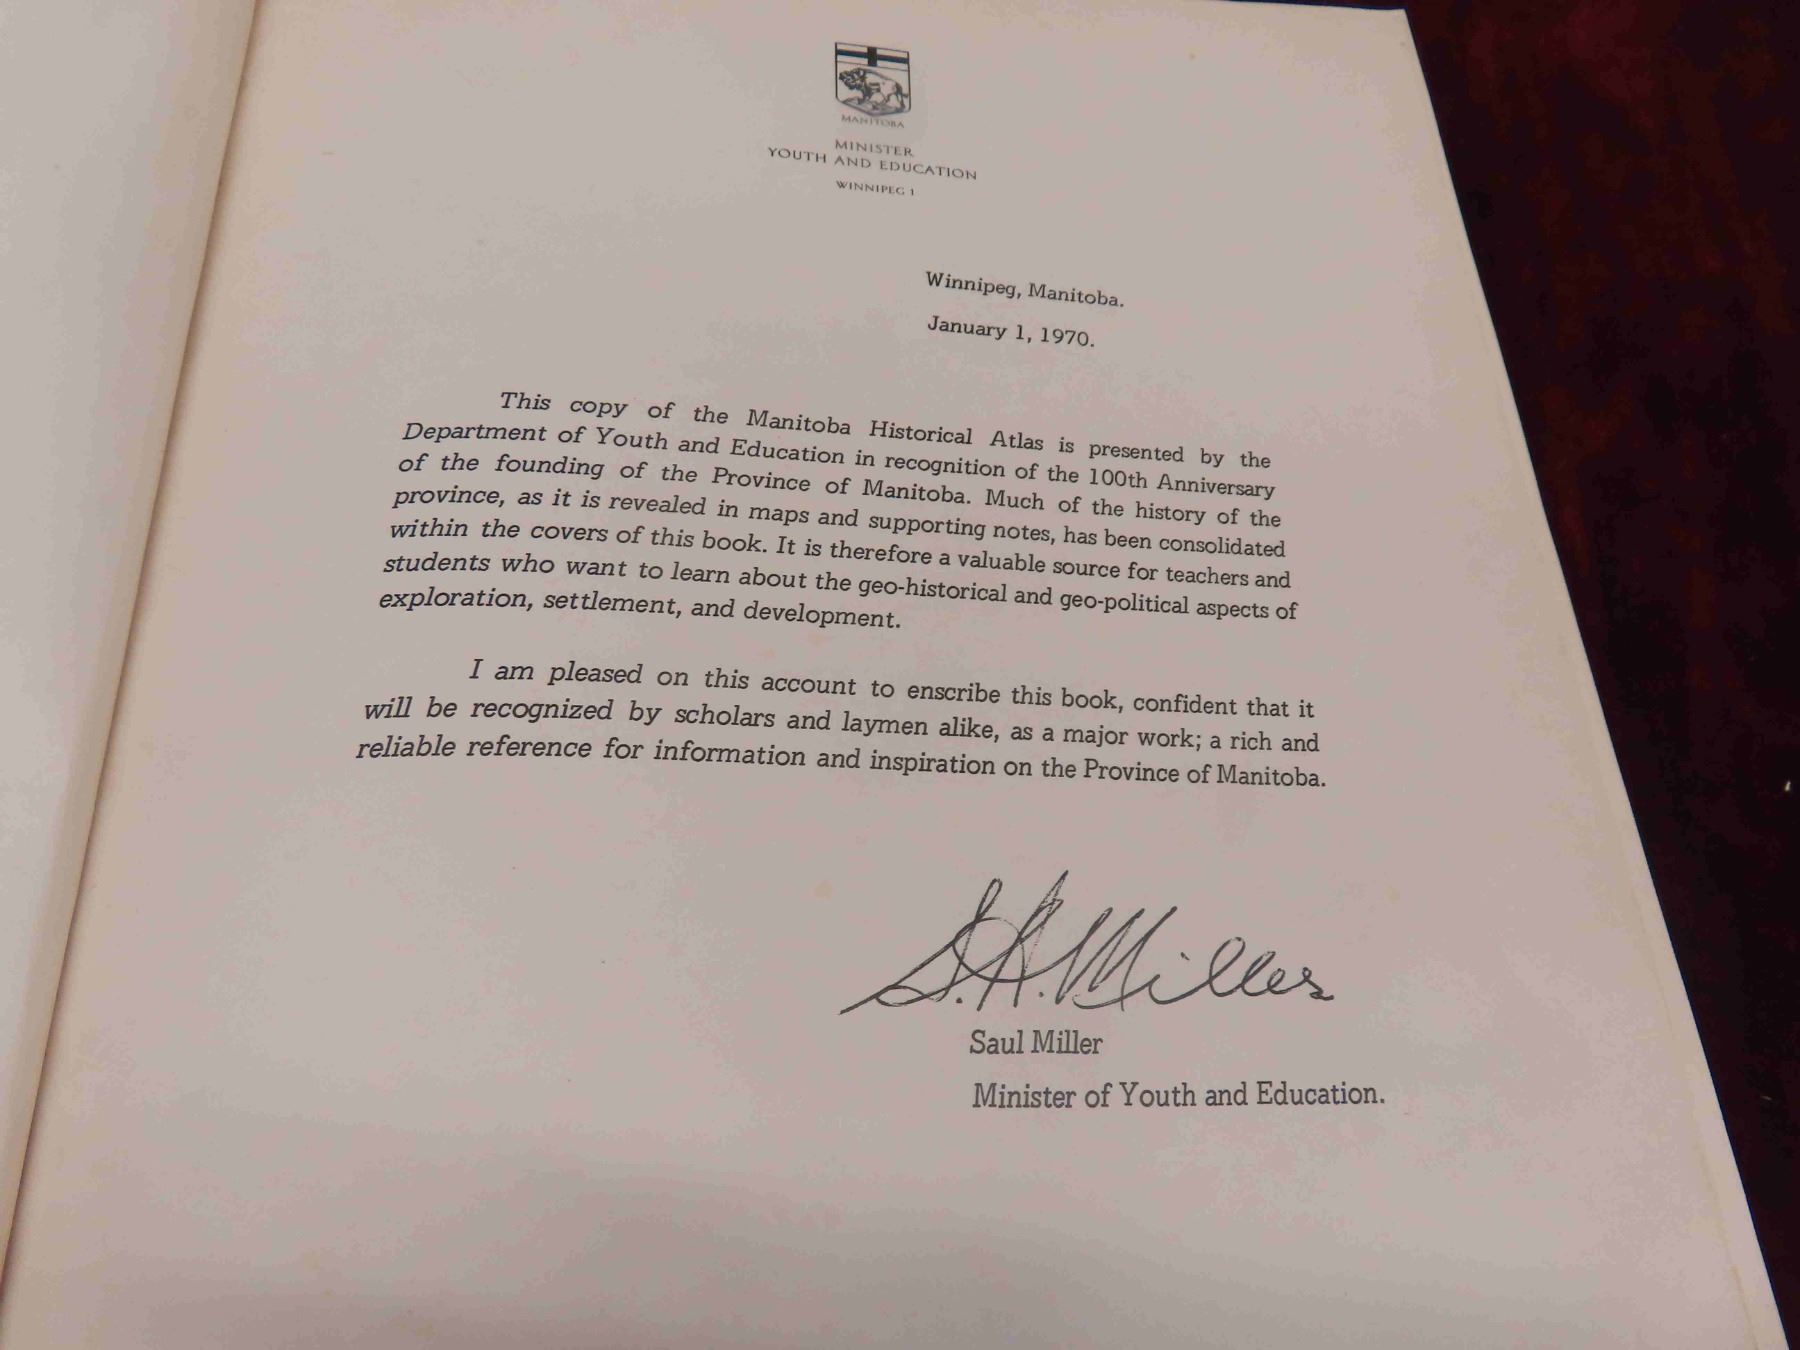 MANITOBA
MINISTER
YOUTH AND EDUCATION
WINNIPEG 1
Winnipeg, Manitoba.
January 1, 1970.
This copy of the Manitoba Historical Atlas is presented by the
Department of Youth and Education in recognition of the 100th Anniversary
of the founding of the Province of Manitoba. Much of the history of the
province, as it is revealed in maps and supporting notes, has been consolidated
within the covers of this book. It is therefore a valuable source for teachers and
students who want to learn about the geo-historical and geo-political aspects of
exploration, settlement, and development.
I am pleased on this account to enscribe this book, confident that it
will be recognized by scholars and laymen alike, as a major work; a rich and
reliable reference for information and inspiration on the Province of Manitoba.
S.A. Miller
Saul Miller
Minister of Youth and Education.